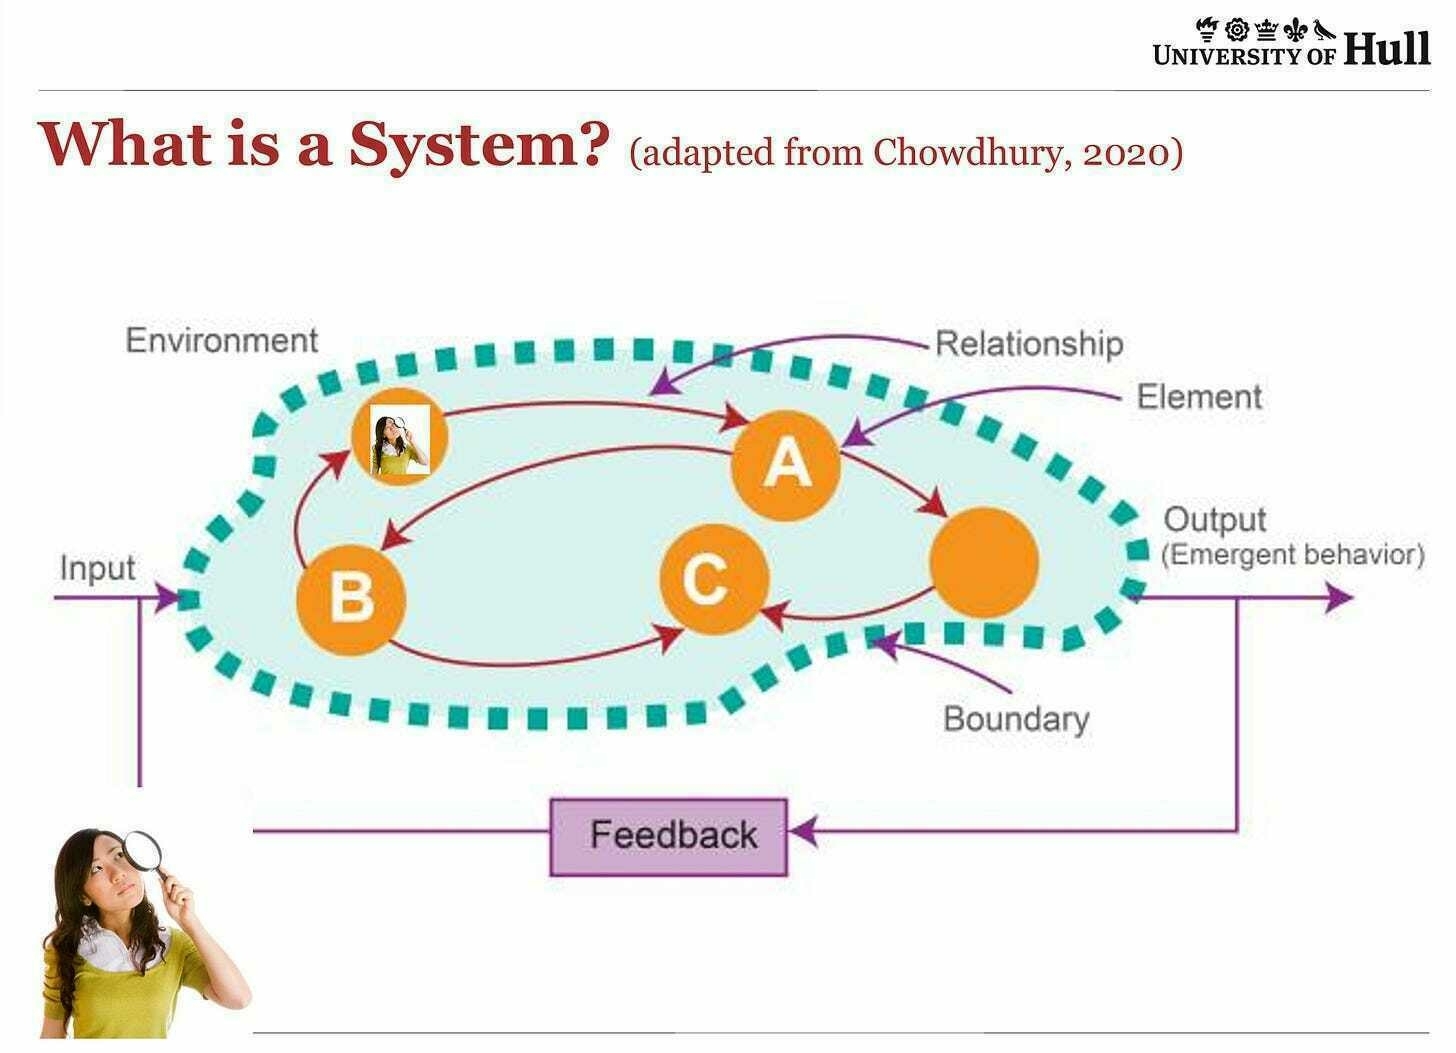 UNIVERSITY OF Hull
What is a System? (adapted from Chowdhury, 2020)
Environment
Relationship
Element
A
Output
(Emergent behavior)
Input
B
C
Boundary
Feedback